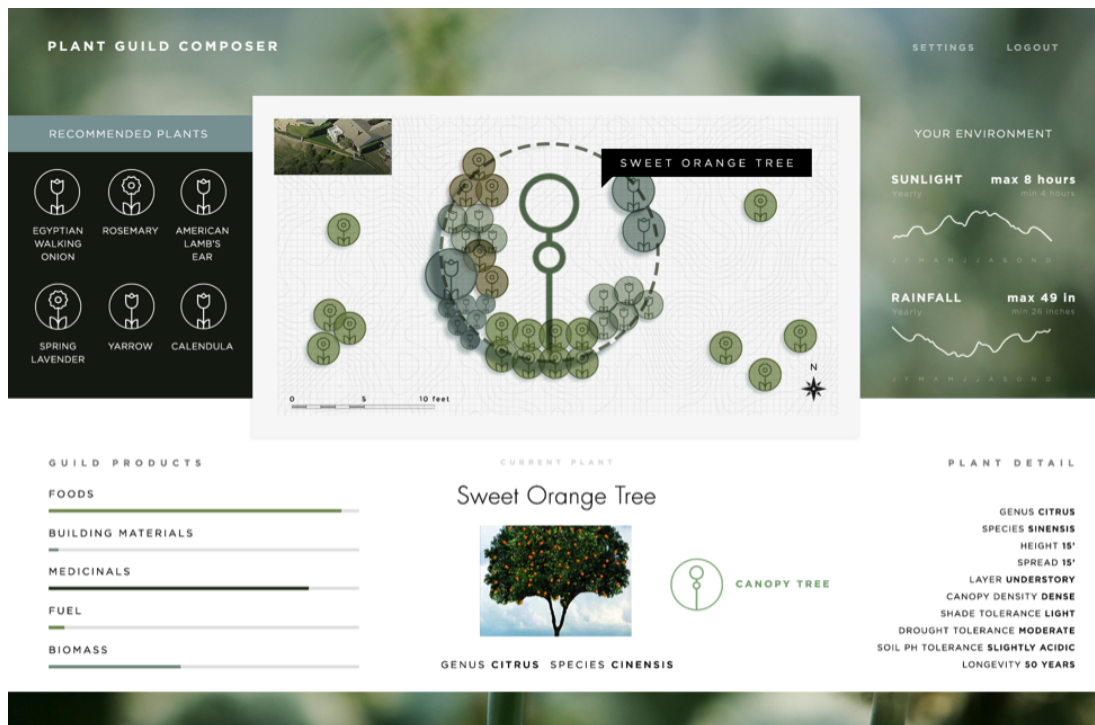 PLANT GUILD COMPOSER
SETTINGS LOGOUT
RECOMMENDED PLANTS
EGYPTIAN
WALKING
ONION
ROSEMARY
AMERICAN
LAMB'S
EAR
SPRING
LAVENDER
YARROW
CALENDULA
SWEET ORANGE TREE
N
0 5 10 feet
YOUR ENVIRONMENT
SUNLIGHT max 8 hours
Yearly min 4 hours
J F M A M J J A S O N D
RAINFALL max 49 in
Yearly min 26 inches
J F M A M J J A S O N D
GUILD PRODUCTS
FOODS
BUILDING MATERIALS
MEDICINALS
FUEL
BIOMASS
CURRENT PLANT
Sweet Orange Tree
CANOPY TREE
GENUS CITRUS SPECIES CINENSIS
PLANT DETAIL
GENUS CITRUS
SPECIES SINENSIS
HEIGHT 15'
SPREAD 15'
LAYER UNDERSTORY
CANOPY DENSITY DENSE
SHADE TOLERANCE LIGHT
DROUGHT TOLERANCE MODERATE
SOIL PH TOLERANCE SLIGHTLY ACIDIC
LONGEVITY 50 YEARS